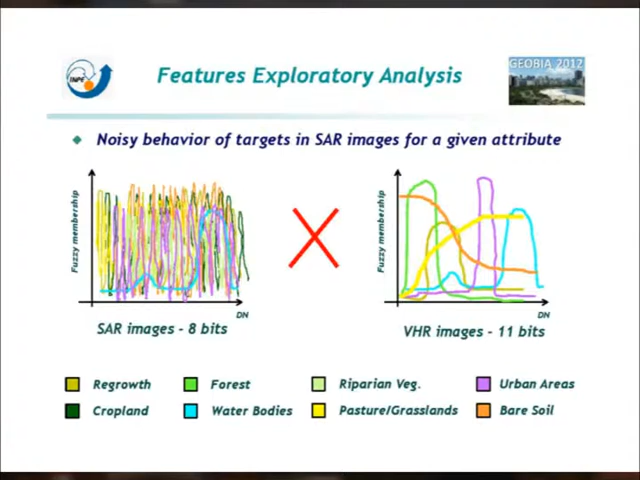 INPE
Features Exploratory Analysis
GEOBIA 2012
Noisy behavior of targets in SAR images for a given attribute
Fuzzy membership
DN
SAR images - 8 bits
Fuzzy membership
DN
VHR images - 11 bits
Regrowth
Forest
Riparian Veg.
Urban Areas
Cropland
Water Bodies
Pasture/Grasslands
Bare Soil